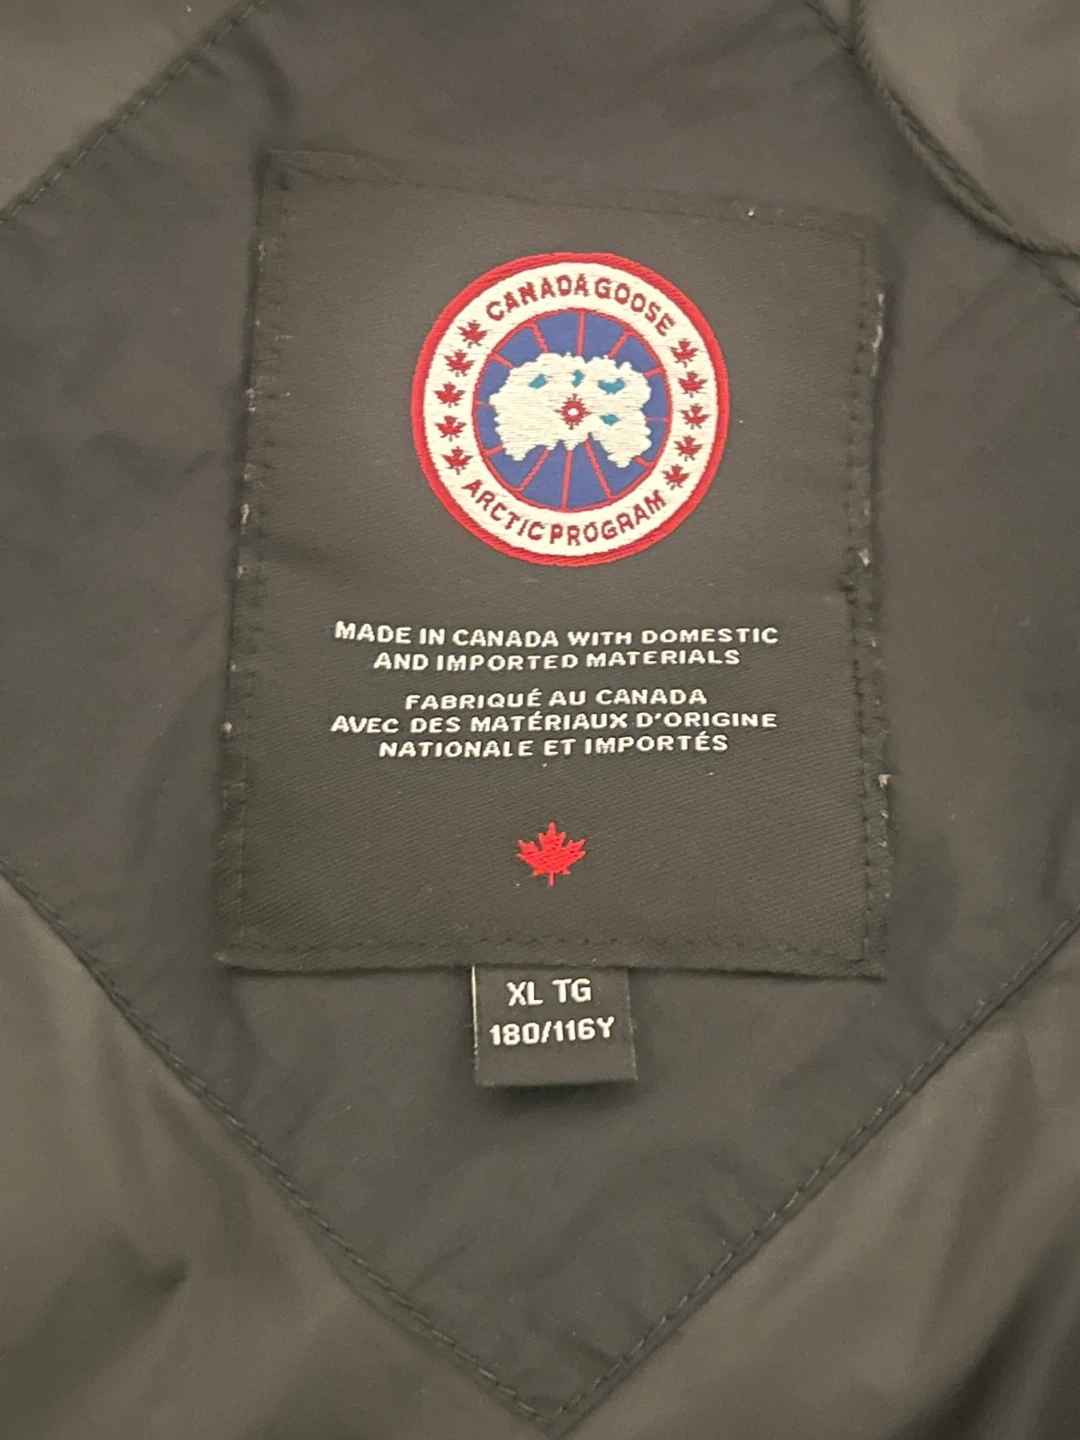 CANADA GOOSE
ARCTIC PROGRAM
MADE IN CANADA WITH DOMESTIC
AND IMPORTED MATERIALS
FABRIQUÉ AU CANADA
AVEC DES MATÉRIAUX D'ORIGINE
NATIONALE ET IMPORTÉS
XL TG
180/116Y